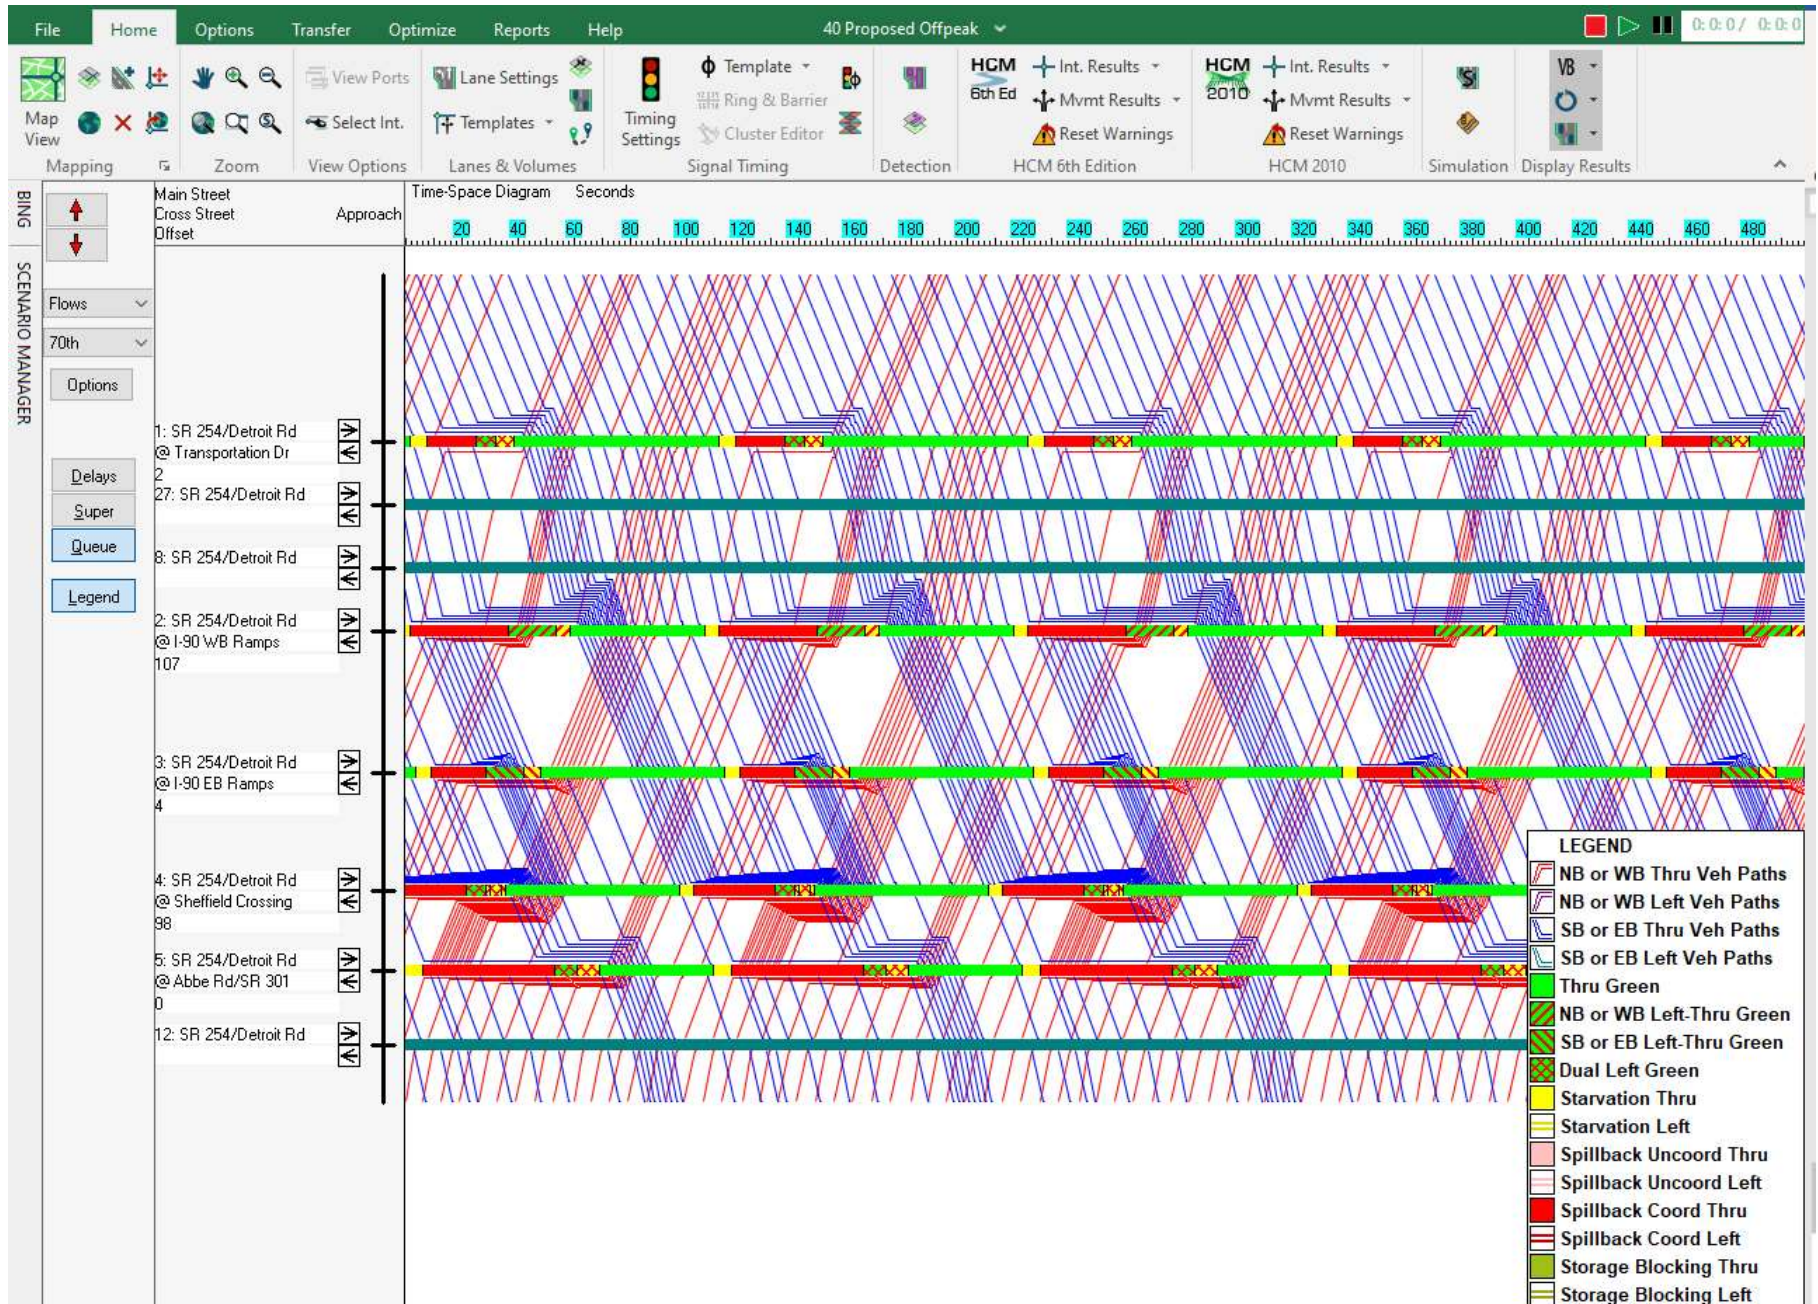 File Home Options Transfer Optimize Reports Help 40 Proposed Offpeak 0:0:0 / 0:0:0
View Ports Lane Settings Φ Template HCM Int. Results HCM Int. Results VB
6th Ed Mvmt Results 2010 Mvmt Results
Map View Select Int. Templates Timing Settings Ring & Barrier
Cluster Editor Reset Warnings Reset Warnings
Mapping Zoom View Options Lanes & Volumes Signal Timing Detection HCM 6th Edition HCM 2010 Simulation Display Results
BING
SCENARIO MANAGER
Flows
70th
Options
Delays
Super
Queue
Legend
Main Street
Cross Street Approach
Offset
Time-Space Diagram Seconds
20 40 60 80 100 120 140 160 180 200 220 240 260 280 300 320 340 360 380 400 420 440 460 480
1: SR 254/Detroit Rd
@ Transportation Dr
2
27: SR 254/Detroit Rd
8: SR 254/Detroit Rd
2: SR 254/Detroit Rd
@ I-90 WB Ramps
107
3: SR 254/Detroit Rd
@ I-90 EB Ramps
4
4: SR 254/Detroit Rd
@ Sheffield Crossing
98
5: SR 254/Detroit Rd
@ Abbe Rd/SR 301
0
12: SR 254/Detroit Rd
LEGEND
NB or WB Thru Veh Paths
NB or WB Left Veh Paths
SB or EB Thru Veh Paths
SB or EB Left Veh Paths
Thru Green
NB or WB Left-Thru Green
SB or EB Left-Thru Green
Dual Left Green
Starvation Thru
Starvation Left
Spillback Uncoord Thru
Spillback Uncoord Left
Spillback Coord Thru
Spillback Coord Left
Storage Blocking Thru
Storage Blocking Left